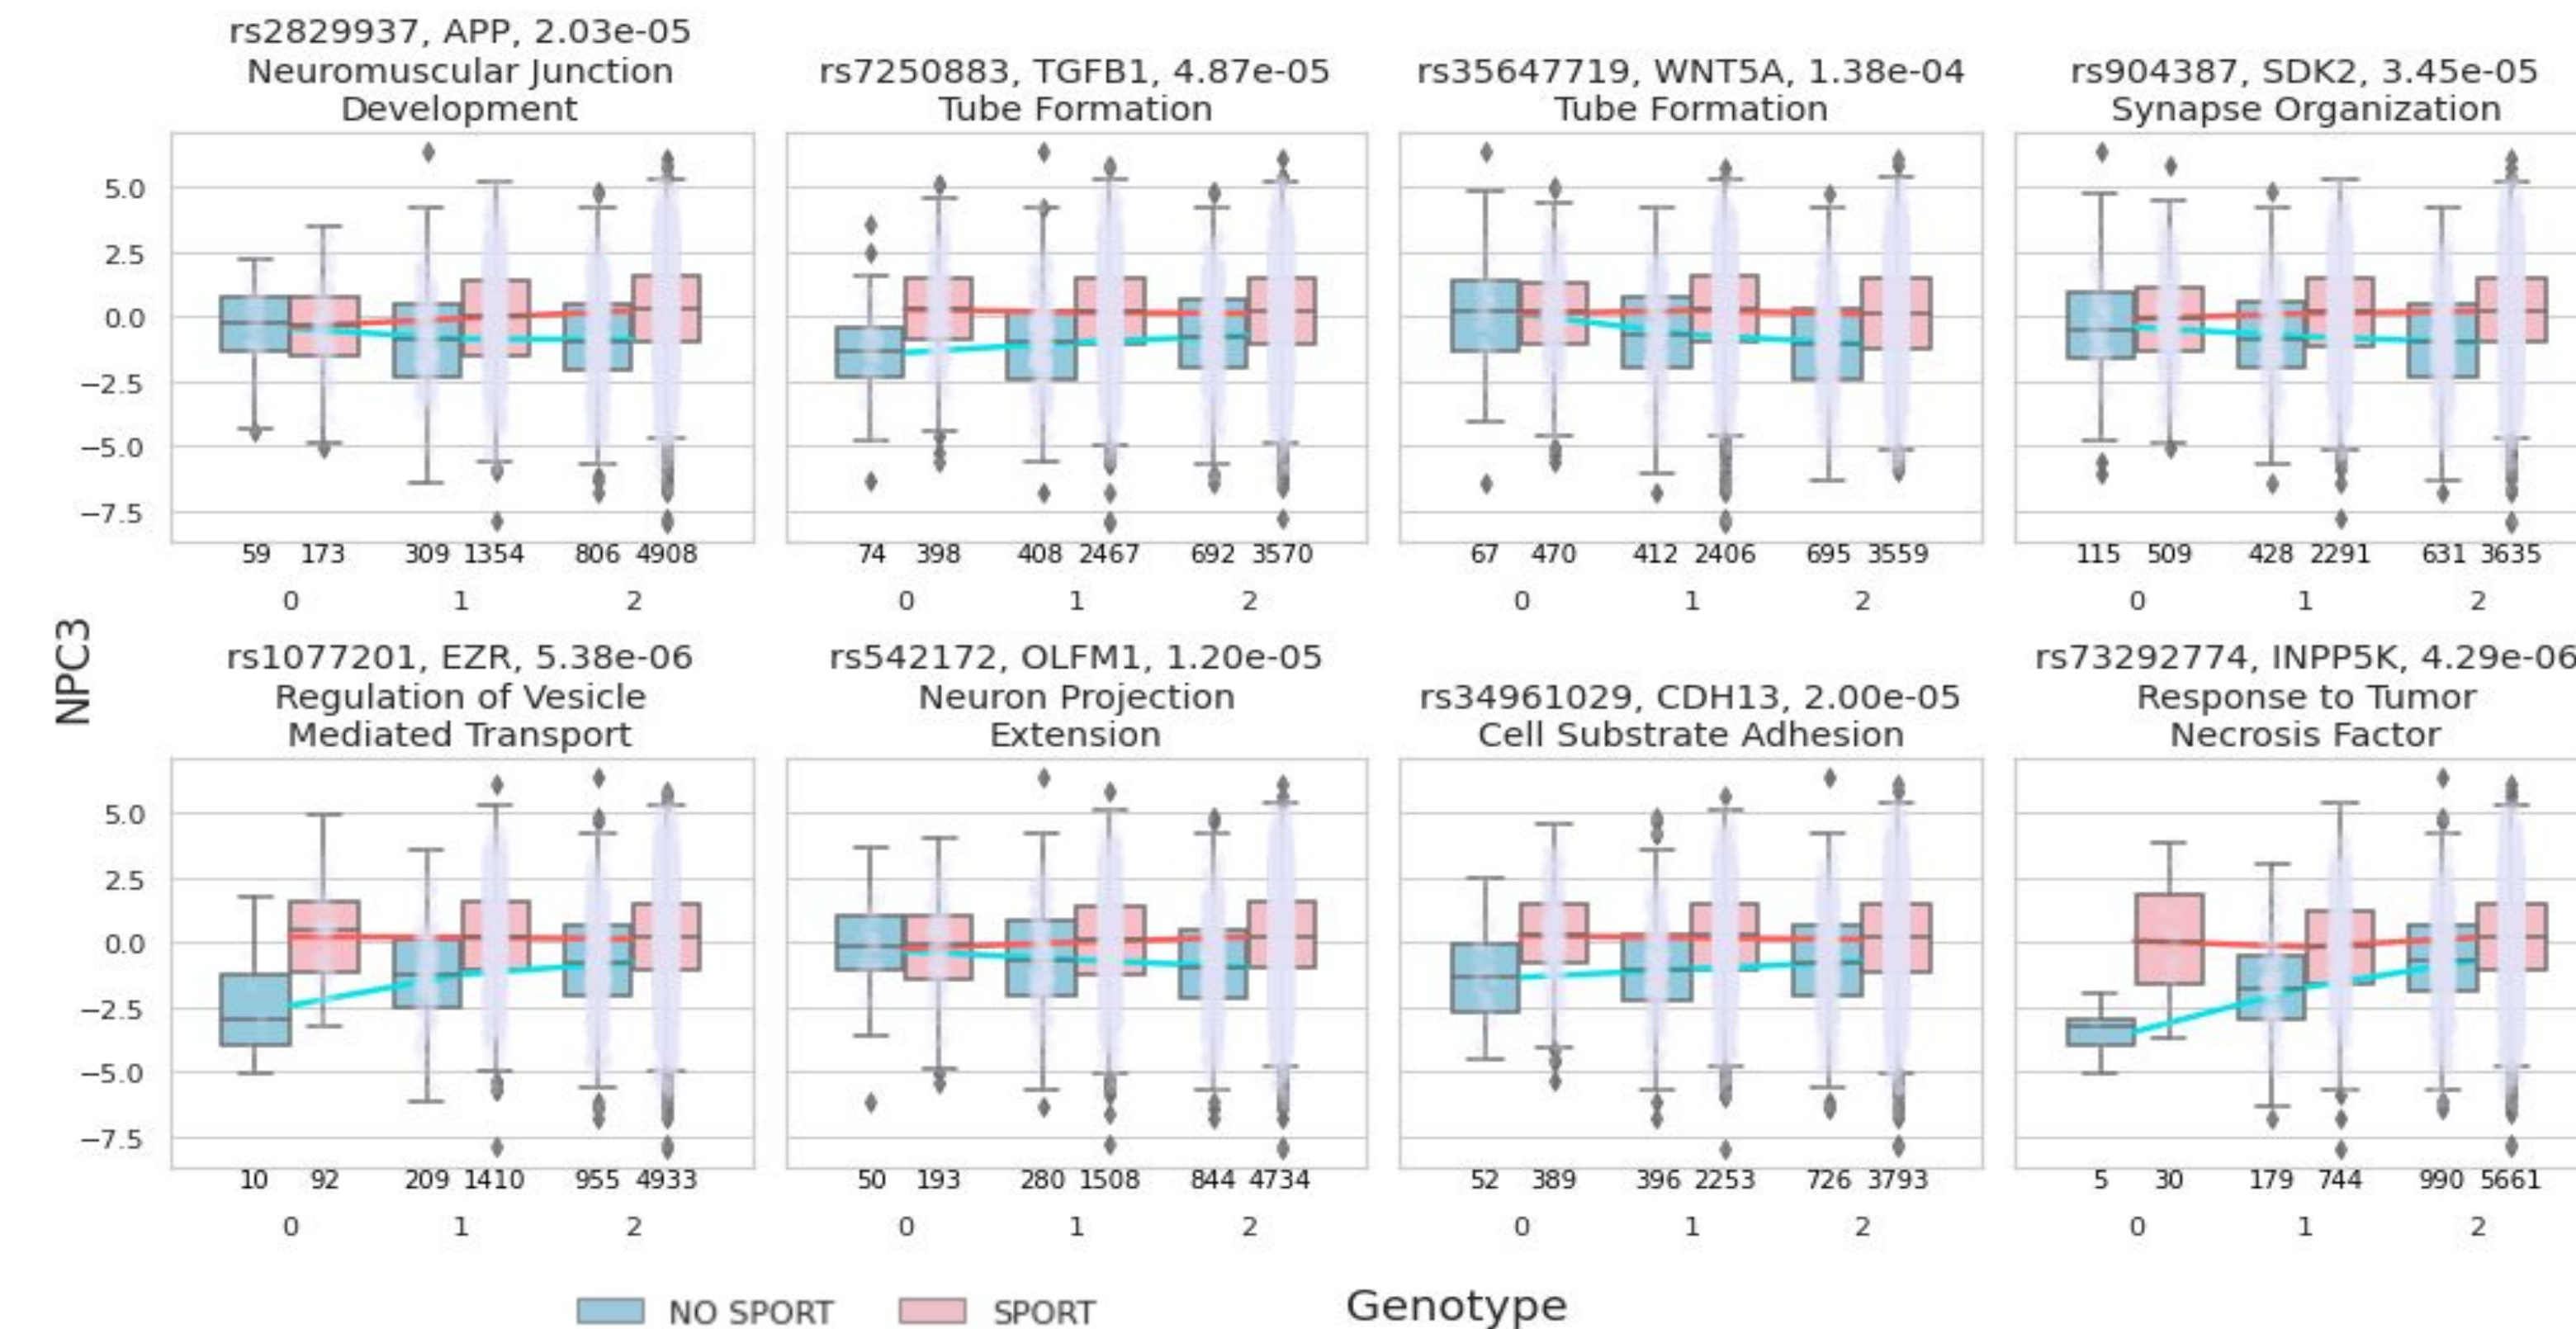 rs2829937, APP, 2.03e-05
Neuromuscular Junction
Development
rs7250883, TGFB1, 4.87e-05
Tube Formation
rs35647719, WNT5A, 1.38e-04
Tube Formation
rs904387, SDK2, 3.45e-05
Synapse Organization
5.0
2.5
0.0
−2.5
−5.0
−7.5
59 173 309 1354 806 4908
0 1 2
74 398 408 2467 692 3570
0 1 2
67 470 412 2406 695 3559
0 1 2
115 509 428 2291 631 3635
0 1 2
NPC3
rs1077201, EZR, 5.38e-06
Regulation of Vesicle
Mediated Transport
rs542172, OLFM1, 1.20e-05
Neuron Projection
Extension
rs34961029, CDH13, 2.00e-05
Cell Substrate Adhesion
rs73292774, INPP5K, 4.29e-06
Response to Tumor
Necrosis Factor
5.0
2.5
0.0
−2.5
−5.0
−7.5
10 92 209 1410 955 4933
0 1 2
50 193 280 1508 844 4734
0 1 2
52 389 396 2253 726 3793
0 1 2
5 30 179 744 990 5661
0 1 2
NO SPORT SPORT
Genotype